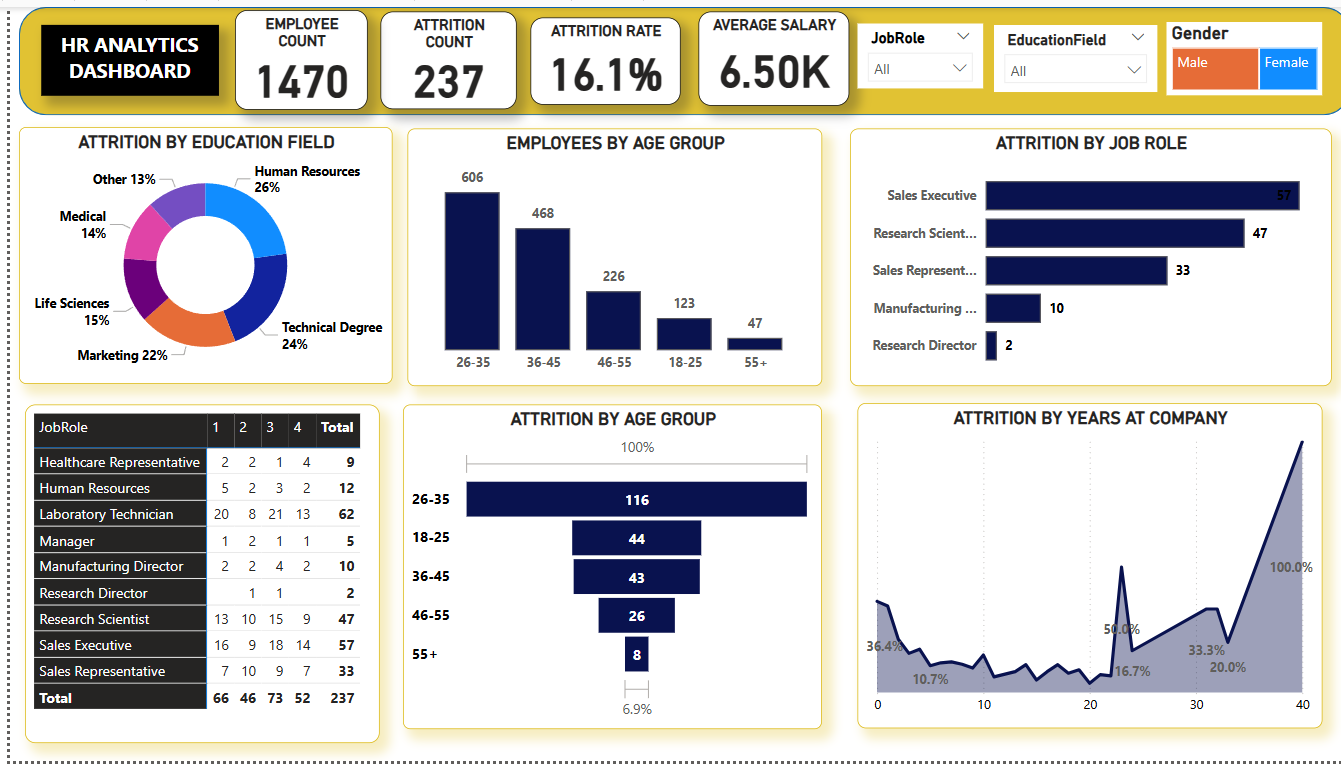 HR ANALYTICS
DASHBOARD
EMPLOYEE
COUNT
1470
ATTRITION
COUNT
237
ATTRITION RATE
16.1%
AVERAGE SALARY
6.50K
JobRole
All
EducationField
All
Gender
Male
Female
ATTRITION BY EDUCATION FIELD
Other 13%
Human Resources
26%
Medical
14%
Life Sciences
15%
Technical Degree
24%
Marketing 22%
EMPLOYEES BY AGE GROUP
606
468
226
123
47
26-35 36-45 46-55 18-25 55+
ATTRITION BY JOB ROLE
Sales Executive 57
Research Scient... 47
Sales Represent... 33
Manufacturing ... 10
Research Director 2
JobRole 1 2 3 4 Total
Healthcare Representative 2 2 1 4 9
Human Resources 5 2 3 2 12
Laboratory Technician 20 8 21 13 62
Manager 1 2 1 1 5
Manufacturing Director 2 2 4 2 10
Research Director 1 1 2
Research Scientist 13 10 15 9 47
Sales Executive 16 9 18 14 57
Sales Representative 7 10 9 7 33
Total 66 46 73 52 237
ATTRITION BY AGE GROUP
100%
26-35 116
18-25 44
36-45 43
46-55 26
55+ 8
6.9%
ATTRITION BY YEARS AT COMPANY
100.0%
50.0%
36.4%
33.3%
20.0%
16.7%
10.7%
0 10 20 30 40